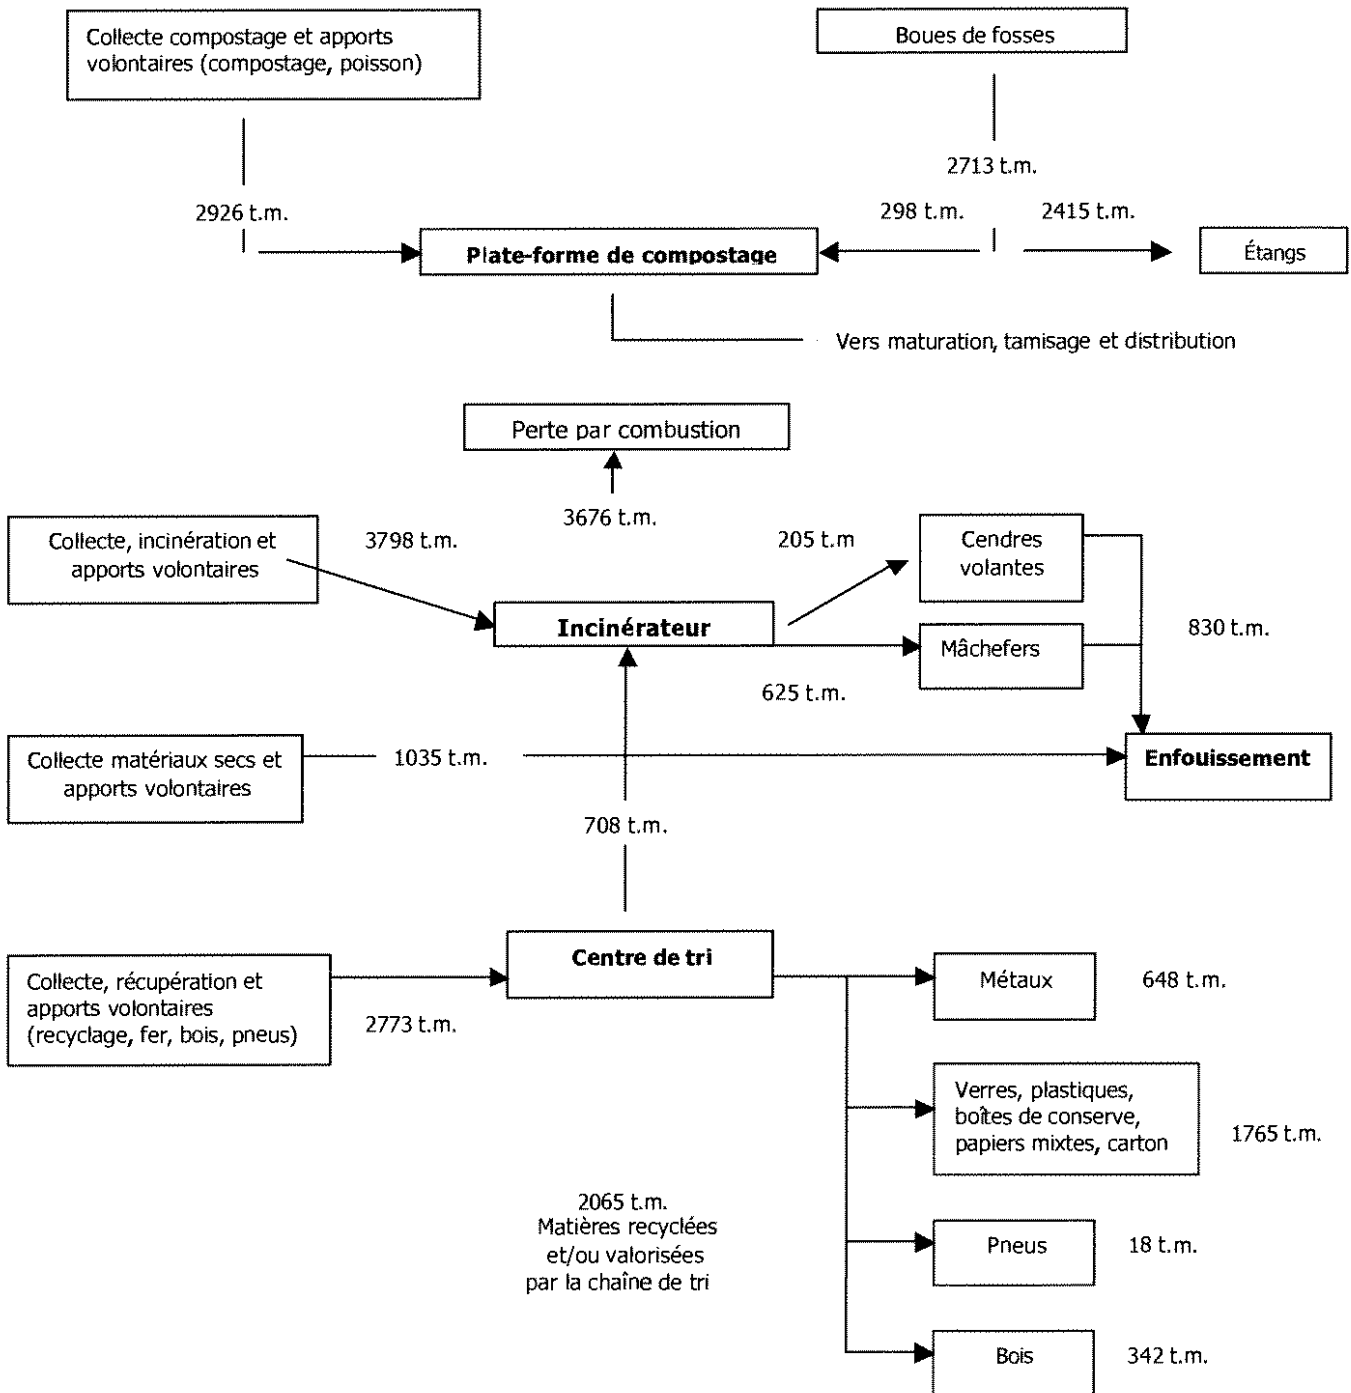 Collecte compostage et apports
volontaires (compostage, poisson)
Boues de fosses
2713 t.m.
2926 t.m.
298 t.m.
2415 t.m.
Plate-forme de compostage
Étangs
Vers maturation, tamisage et distribution
Perte par combustion
3676 t.m.
Collecte, incinération et
apports volontaires
3798 t.m.
205 t.m
Cendres
volantes
Incinérateur
Mâchefers
830 t.m.
625 t.m.
Collecte matériaux secs et
apports volontaires
1035 t.m.
Enfouissement
708 t.m.
Centre de tri
Collecte, récupération et
apports volontaires
(recyclage, fer, bois, pneus)
2773 t.m.
Métaux
648 t.m.
Verres, plastiques,
boîtes de conserve,
papiers mixtes, carton
1765 t.m.
2065 t.m.
Matières recyclées
et/ou valorisées
par la chaîne de tri
Pneus
18 t.m.
Bois
342 t.m.